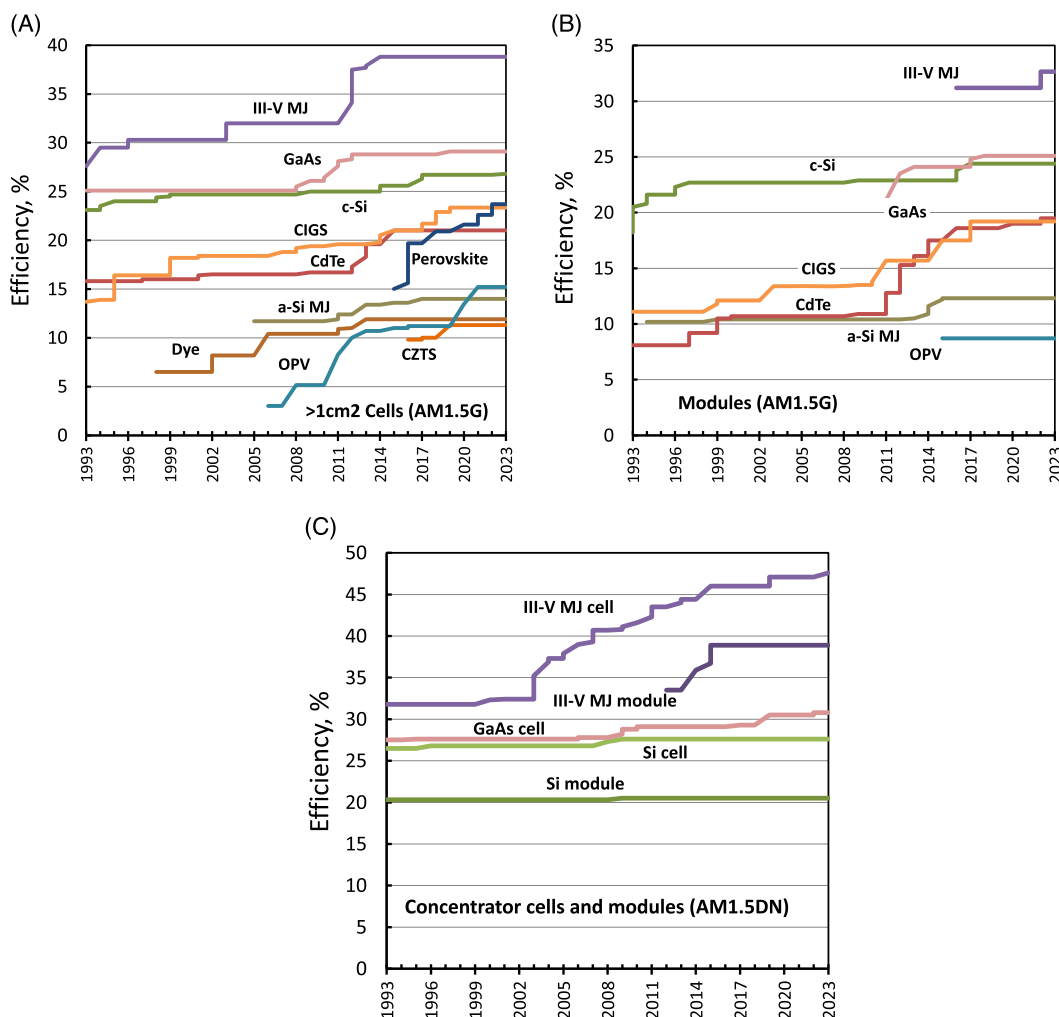 (A)
Efficiency, %
40
35
30
25
20
15
10
5
0
III-V MJ
GaAs
c-Si
CIGS
CdTe
Perovskite
a-Si MJ
Dye
OPV
CZTS
>1cm2 Cells (AM1.5G)
1993
1996
1999
2002
2005
2008
2011
2014
2017
2020
2023
(B)
Efficiency, %
35
30
25
20
15
10
5
0
III-V MJ
c-Si
GaAs
CIGS
CdTe
a-Si MJ
OPV
Modules (AM1.5G)
1993
1996
1999
2002
2005
2008
2011
2014
2017
2020
2023
(C)
Efficiency, %
50
45
40
35
30
25
20
15
10
5
0
III-V MJ cell
III-V MJ module
GaAs cell
Si cell
Si module
Concentrator cells and modules (AM1.5DN)
1993
1996
1999
2002
2005
2008
2011
2014
2017
2020
2023